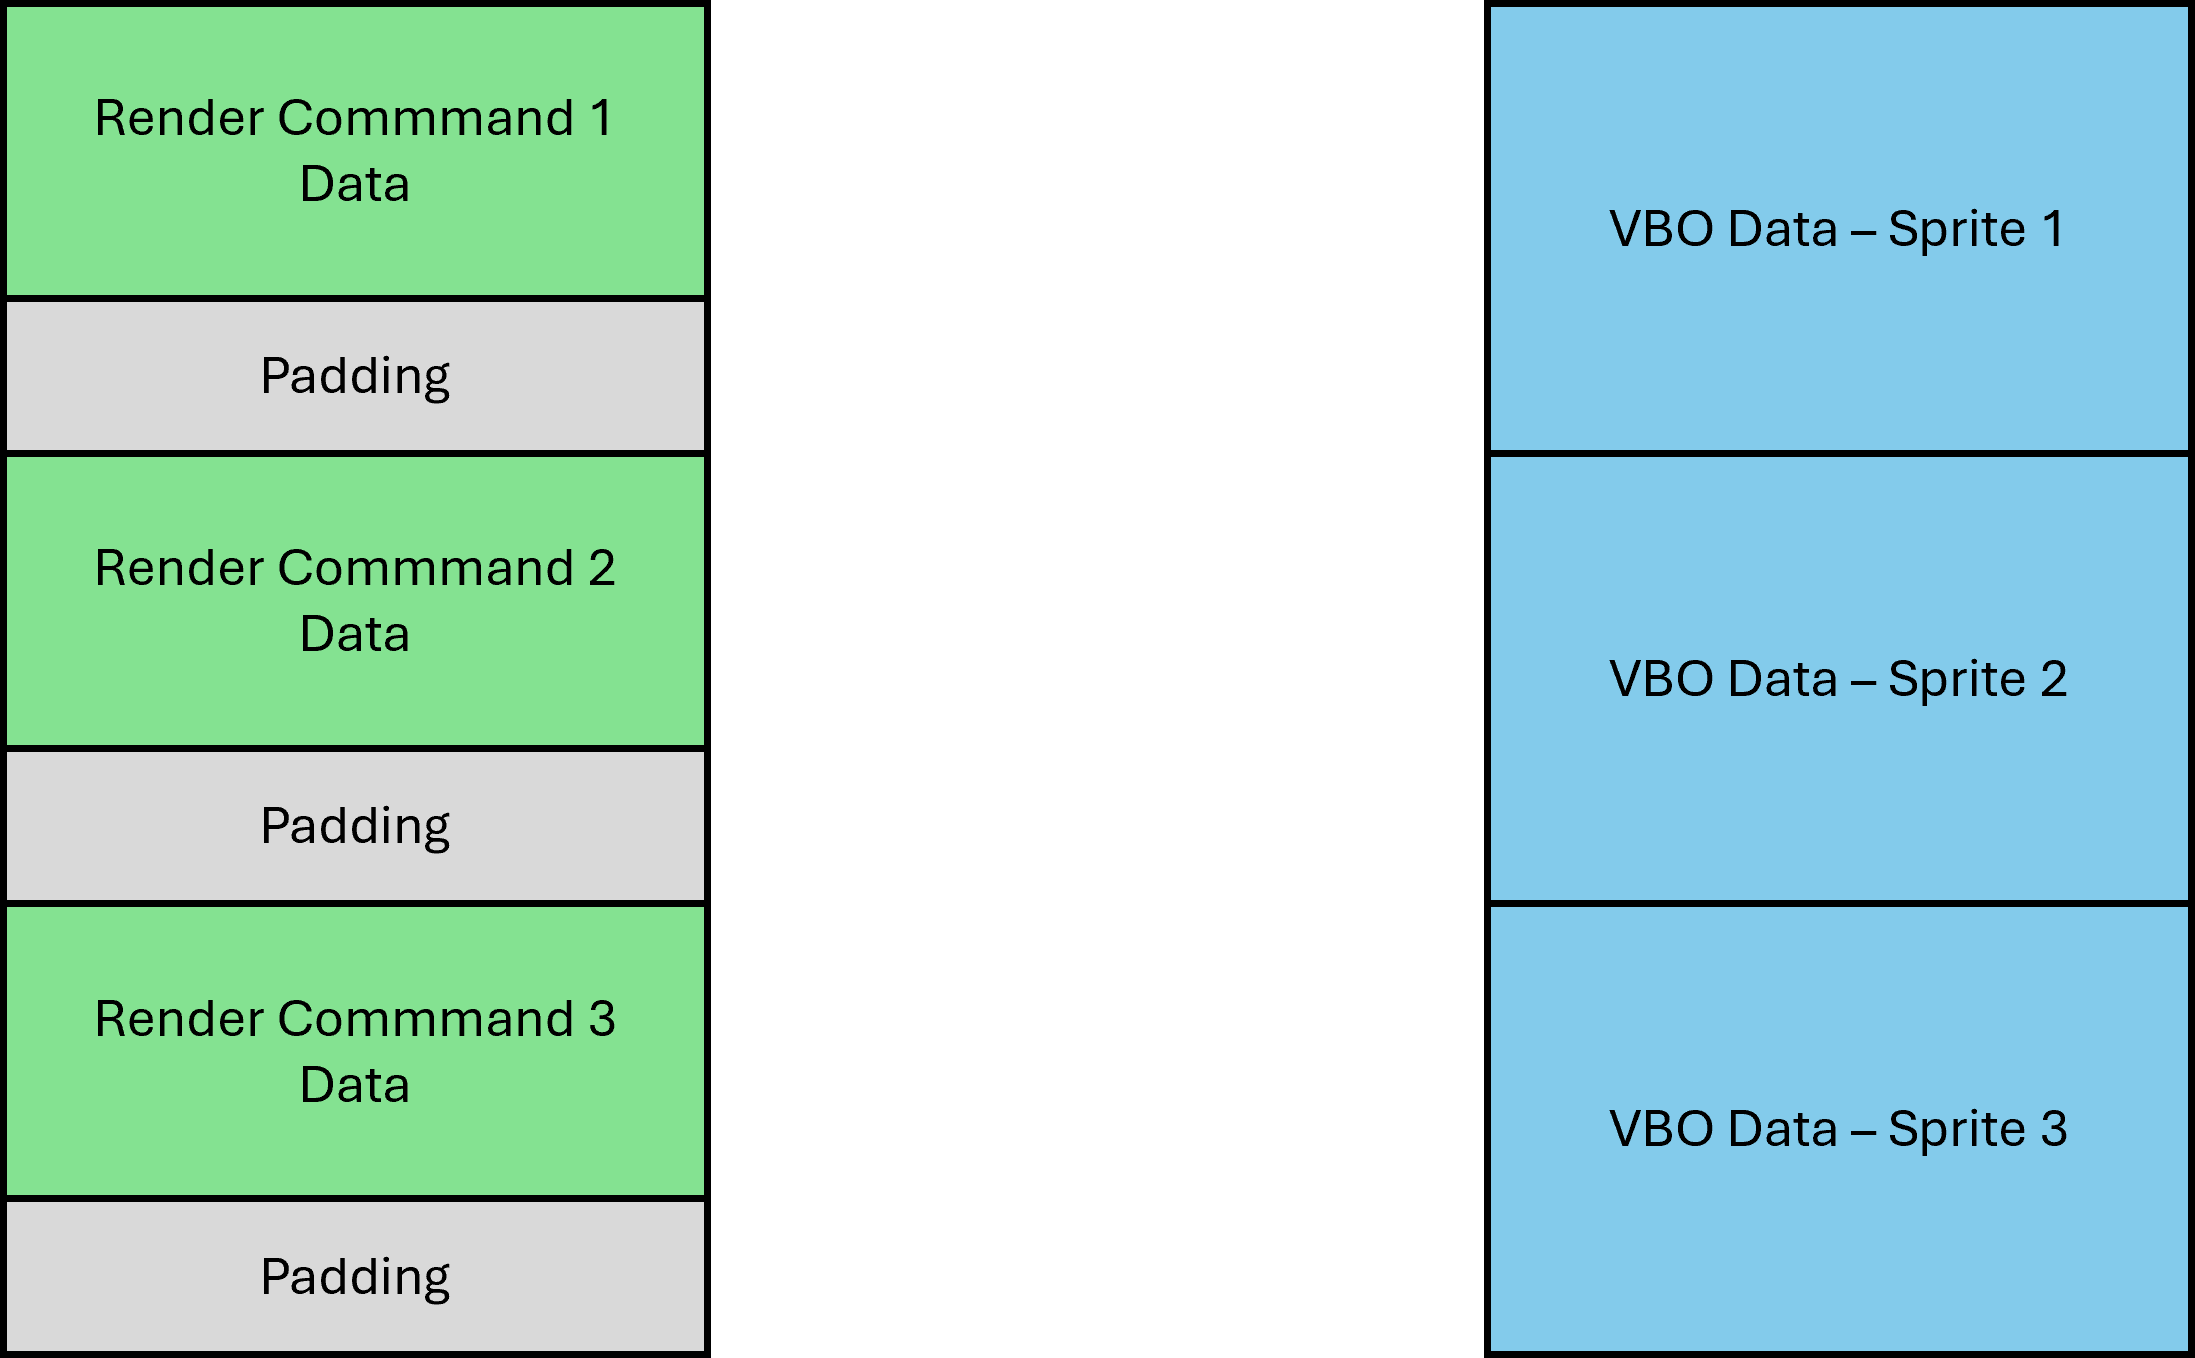 Render Commmand 1
Data
Padding
Render Commmand 2
Data
Padding
Render Commmand 3
Data
Padding
VBO Data – Sprite 1
VBO Data – Sprite 2
VBO Data – Sprite 3